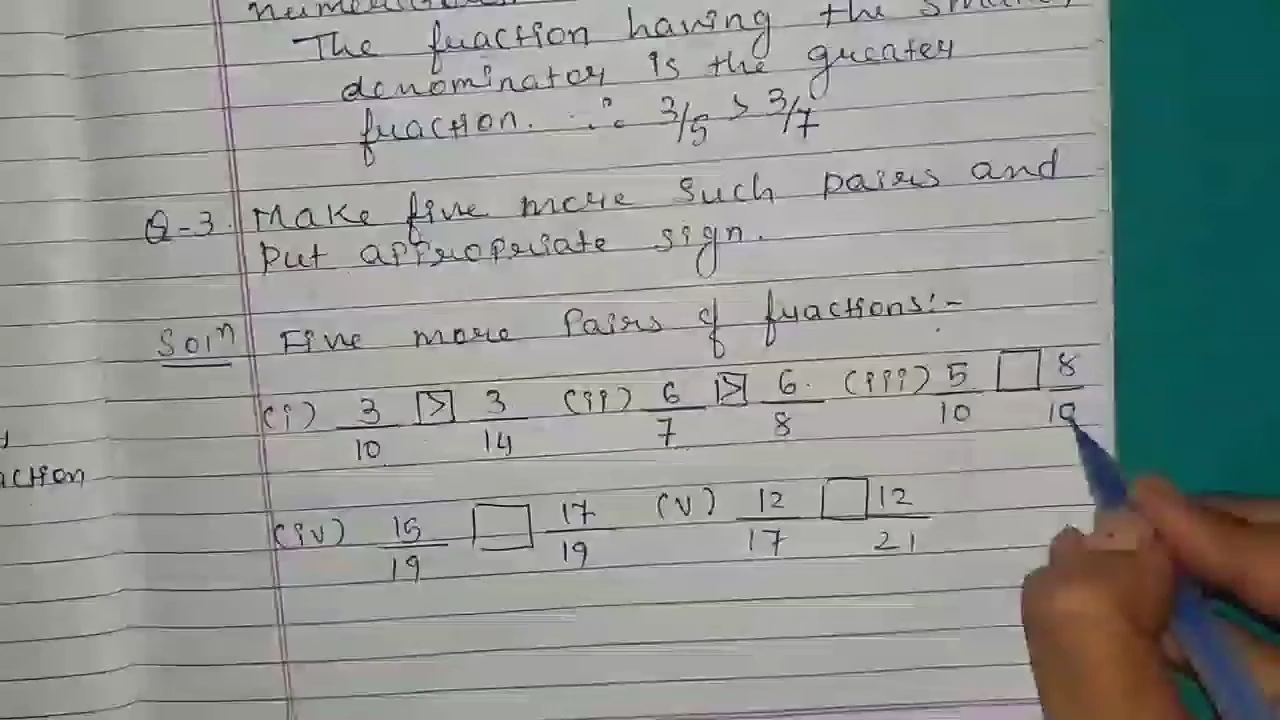 The fraction having the
denominator is the greater
fraction. ∴ 3/5 > 3/7
Q-3. Make five more such pairs and
put appropriate sign.
Solⁿ Five more Pairs of fractions:-
(i) 3/10 > 3/14 (ii) 6/7 > 6/8 (iii) 5/10 □ 8/10
(iv) 15/19 □ 17/19 (v) 12/17 □ 12/21